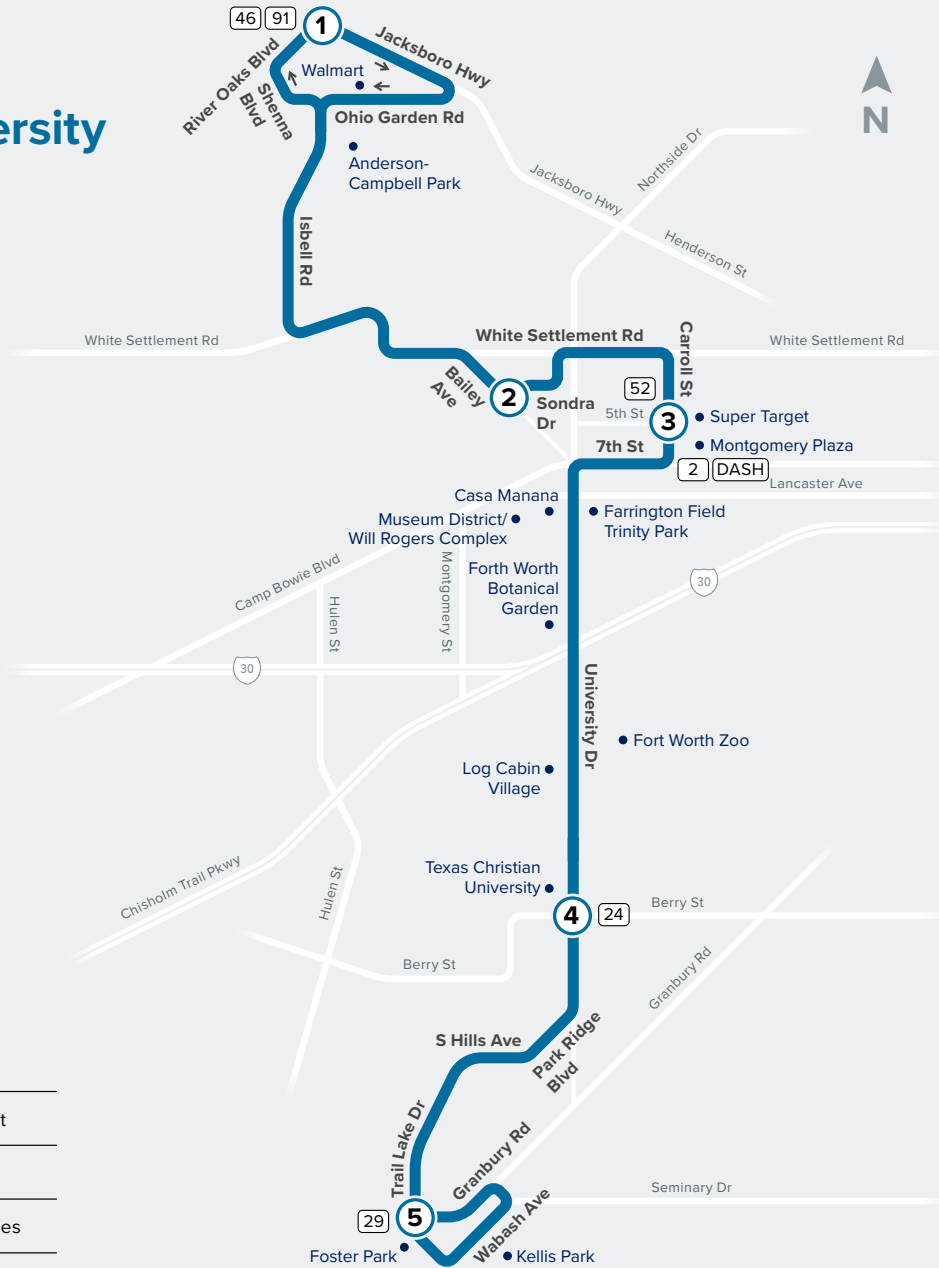 46 91
1
Jacksboro Hwy
River Oaks Blvd
Walmart
Shenna
Blvd
Ohio Garden Rd
ersity
N
Anderson-
Campbell Park
Northside Dr
Jacksboro Hwy
Henderson St
Isbell Rd
White Settlement Rd
White Settlement Rd
White Settlement Rd
Carroll St
Bailey
Ave
2
Sondra
Dr
52
5th St
3
Super Target
7th St
Montgomery Plaza
2 DASH
Lancaster Ave
Casa Manana
Museum District/
Will Rogers Complex
Farrington Field
Trinity Park
Camp Bowie Blvd
Montgomery St
Forth Worth
Botanical
Garden
30
Hulen St
30
University Dr
Fort Worth Zoo
Log Cabin
Village
Chisholm Trail Pkwy
Hulen St
Texas Christian
University
4
24
Berry St
Berry St
Granbury Rd
S Hills Ave
Park Ridge
Blvd
t
Trail Lake Dr
Granbury Rd
Seminary Dr
Wabash Ave
29
5
es
Foster Park
Kellis Park